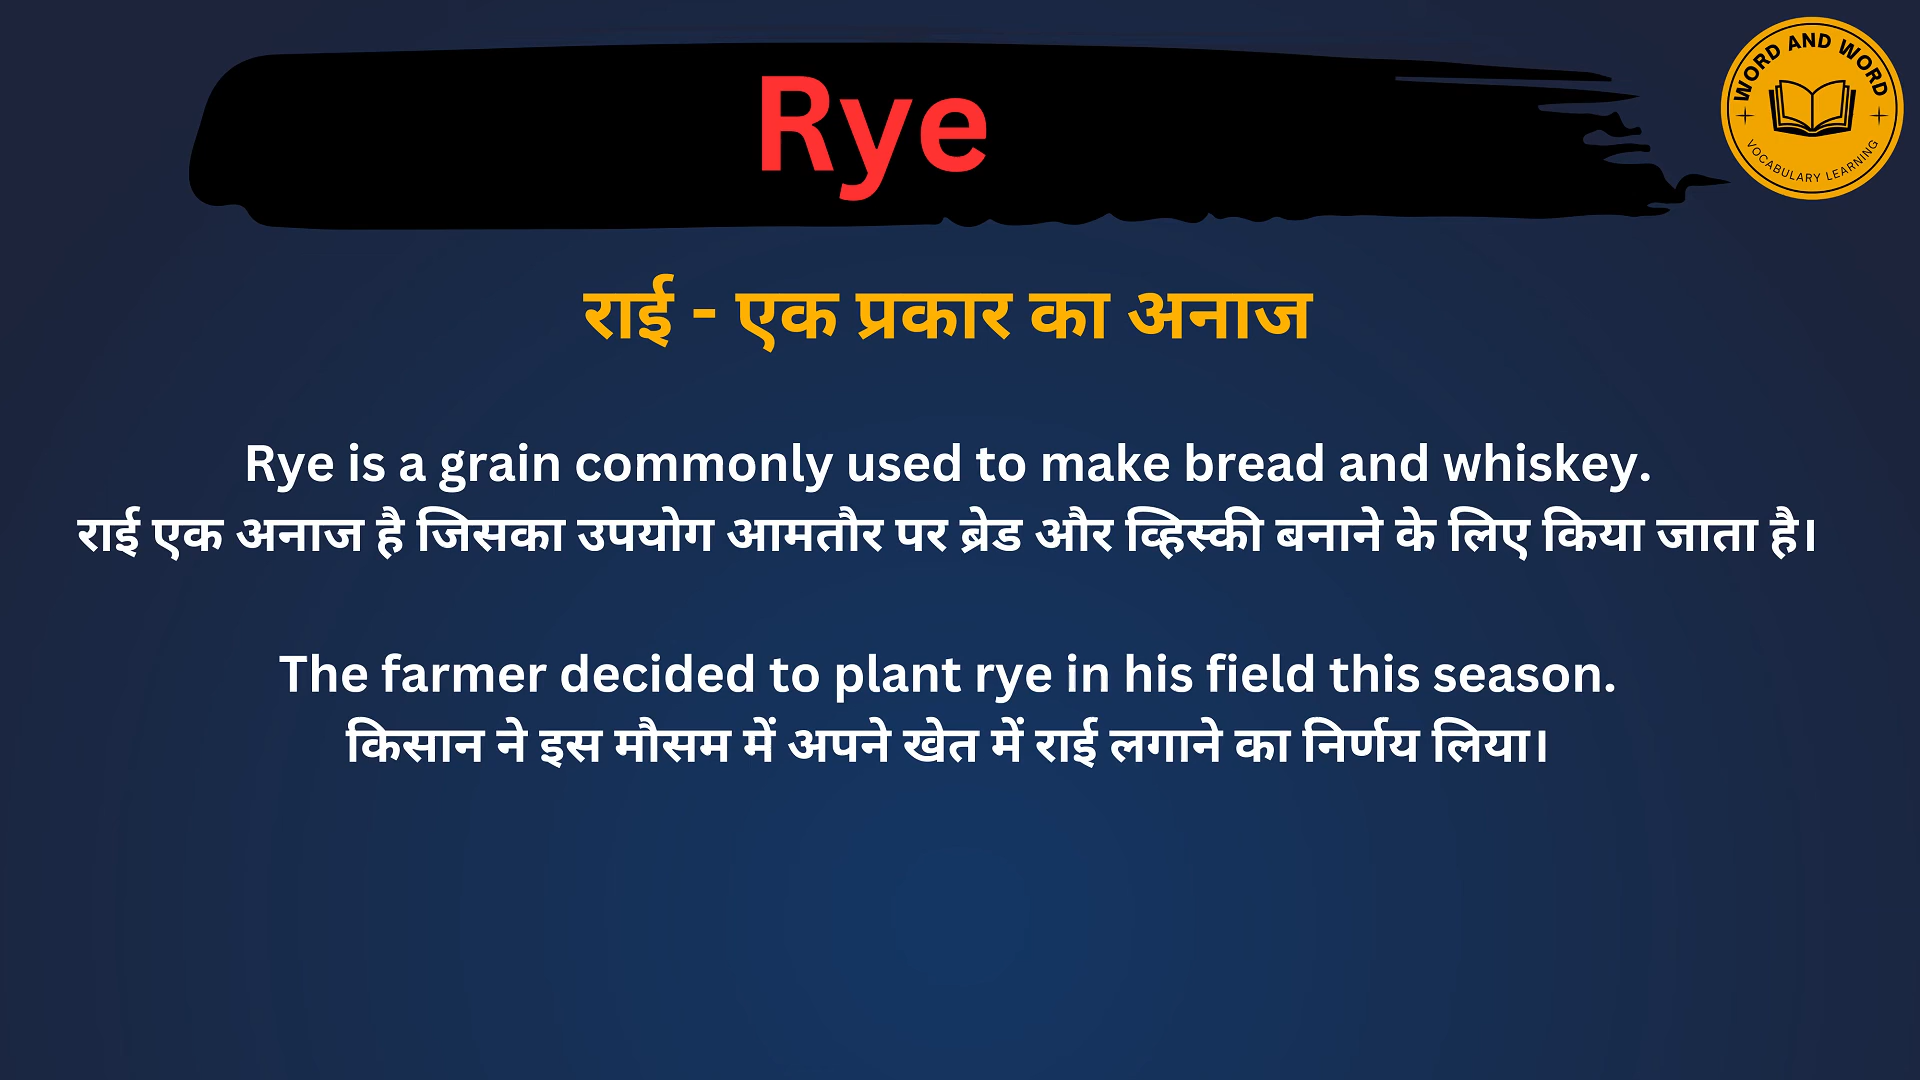 Rye
WORD AND WORD
VOCABULARY LEARNING
राई - एक प्रकार का अनाज
Rye is a grain commonly used to make bread and whiskey.
राई एक अनाज है जिसका उपयोग आमतौर पर ब्रेड और व्हिस्की बनाने के लिए किया जाता है।
The farmer decided to plant rye in his field this season.
किसान ने इस मौसम में अपने खेत में राई लगाने का निर्णय लिया।